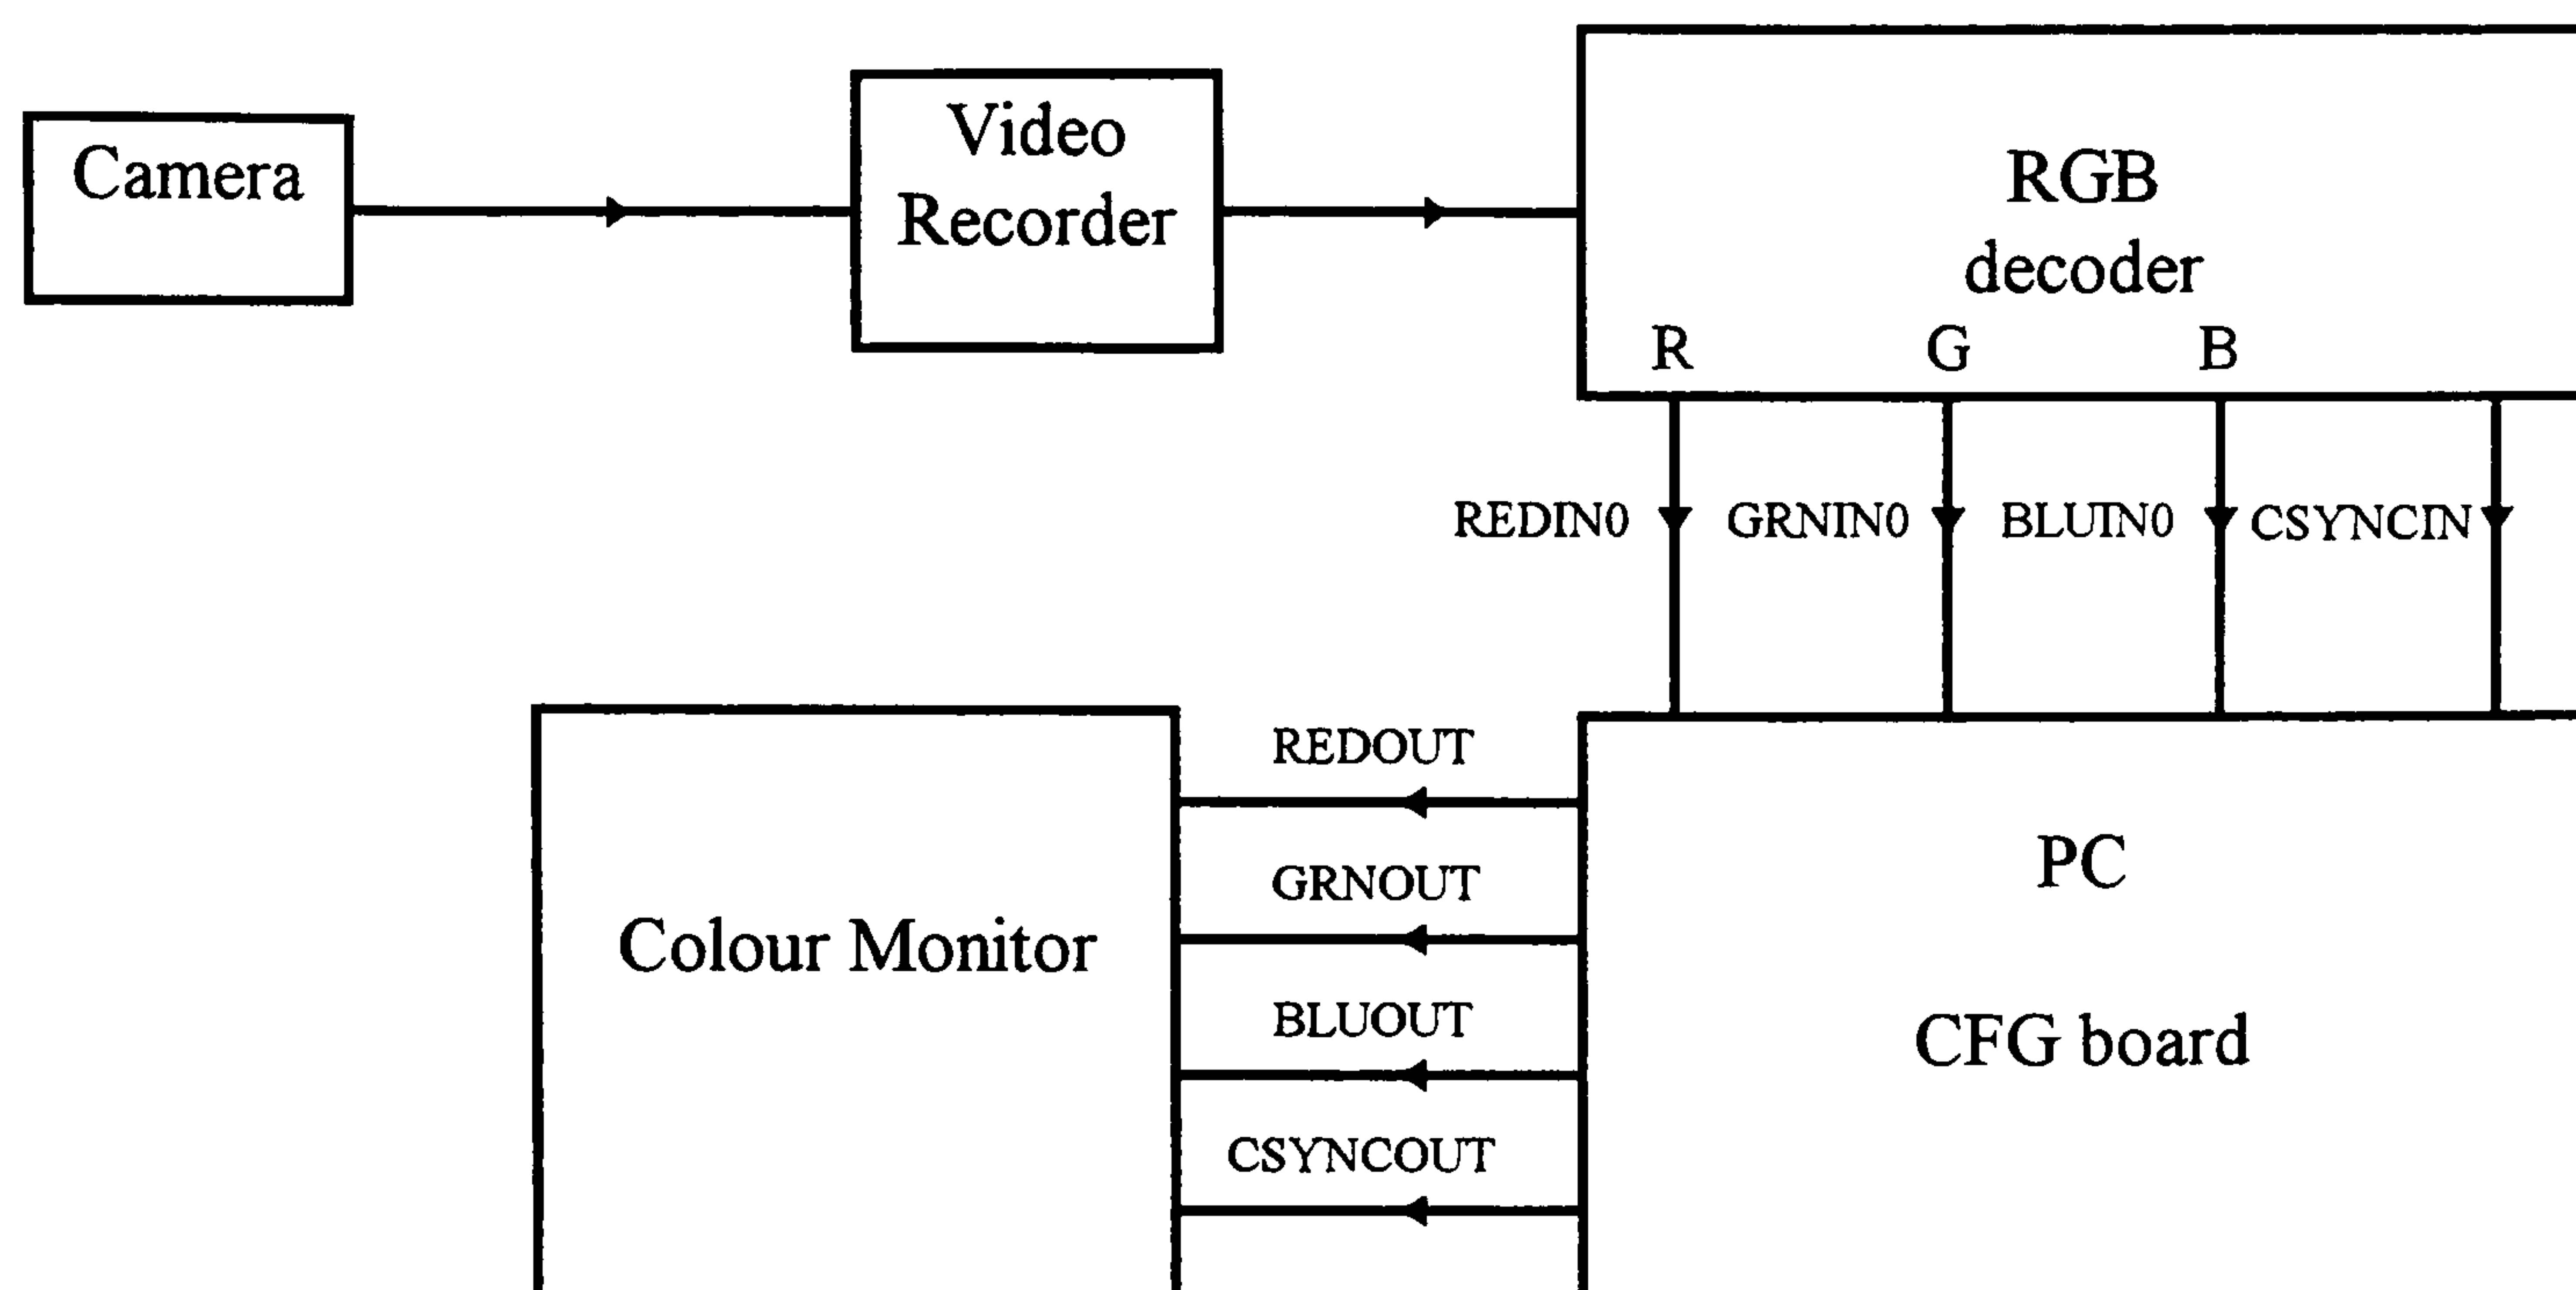 Camera
Video
Recorder
RGB
decoder
R G B
REDIN0 GRNIN0 BLUIN0 CSYNCIN
REDOUT
GRNOUT
BLUOUT
CSYNCOUT
Colour Monitor
PC
CFG board